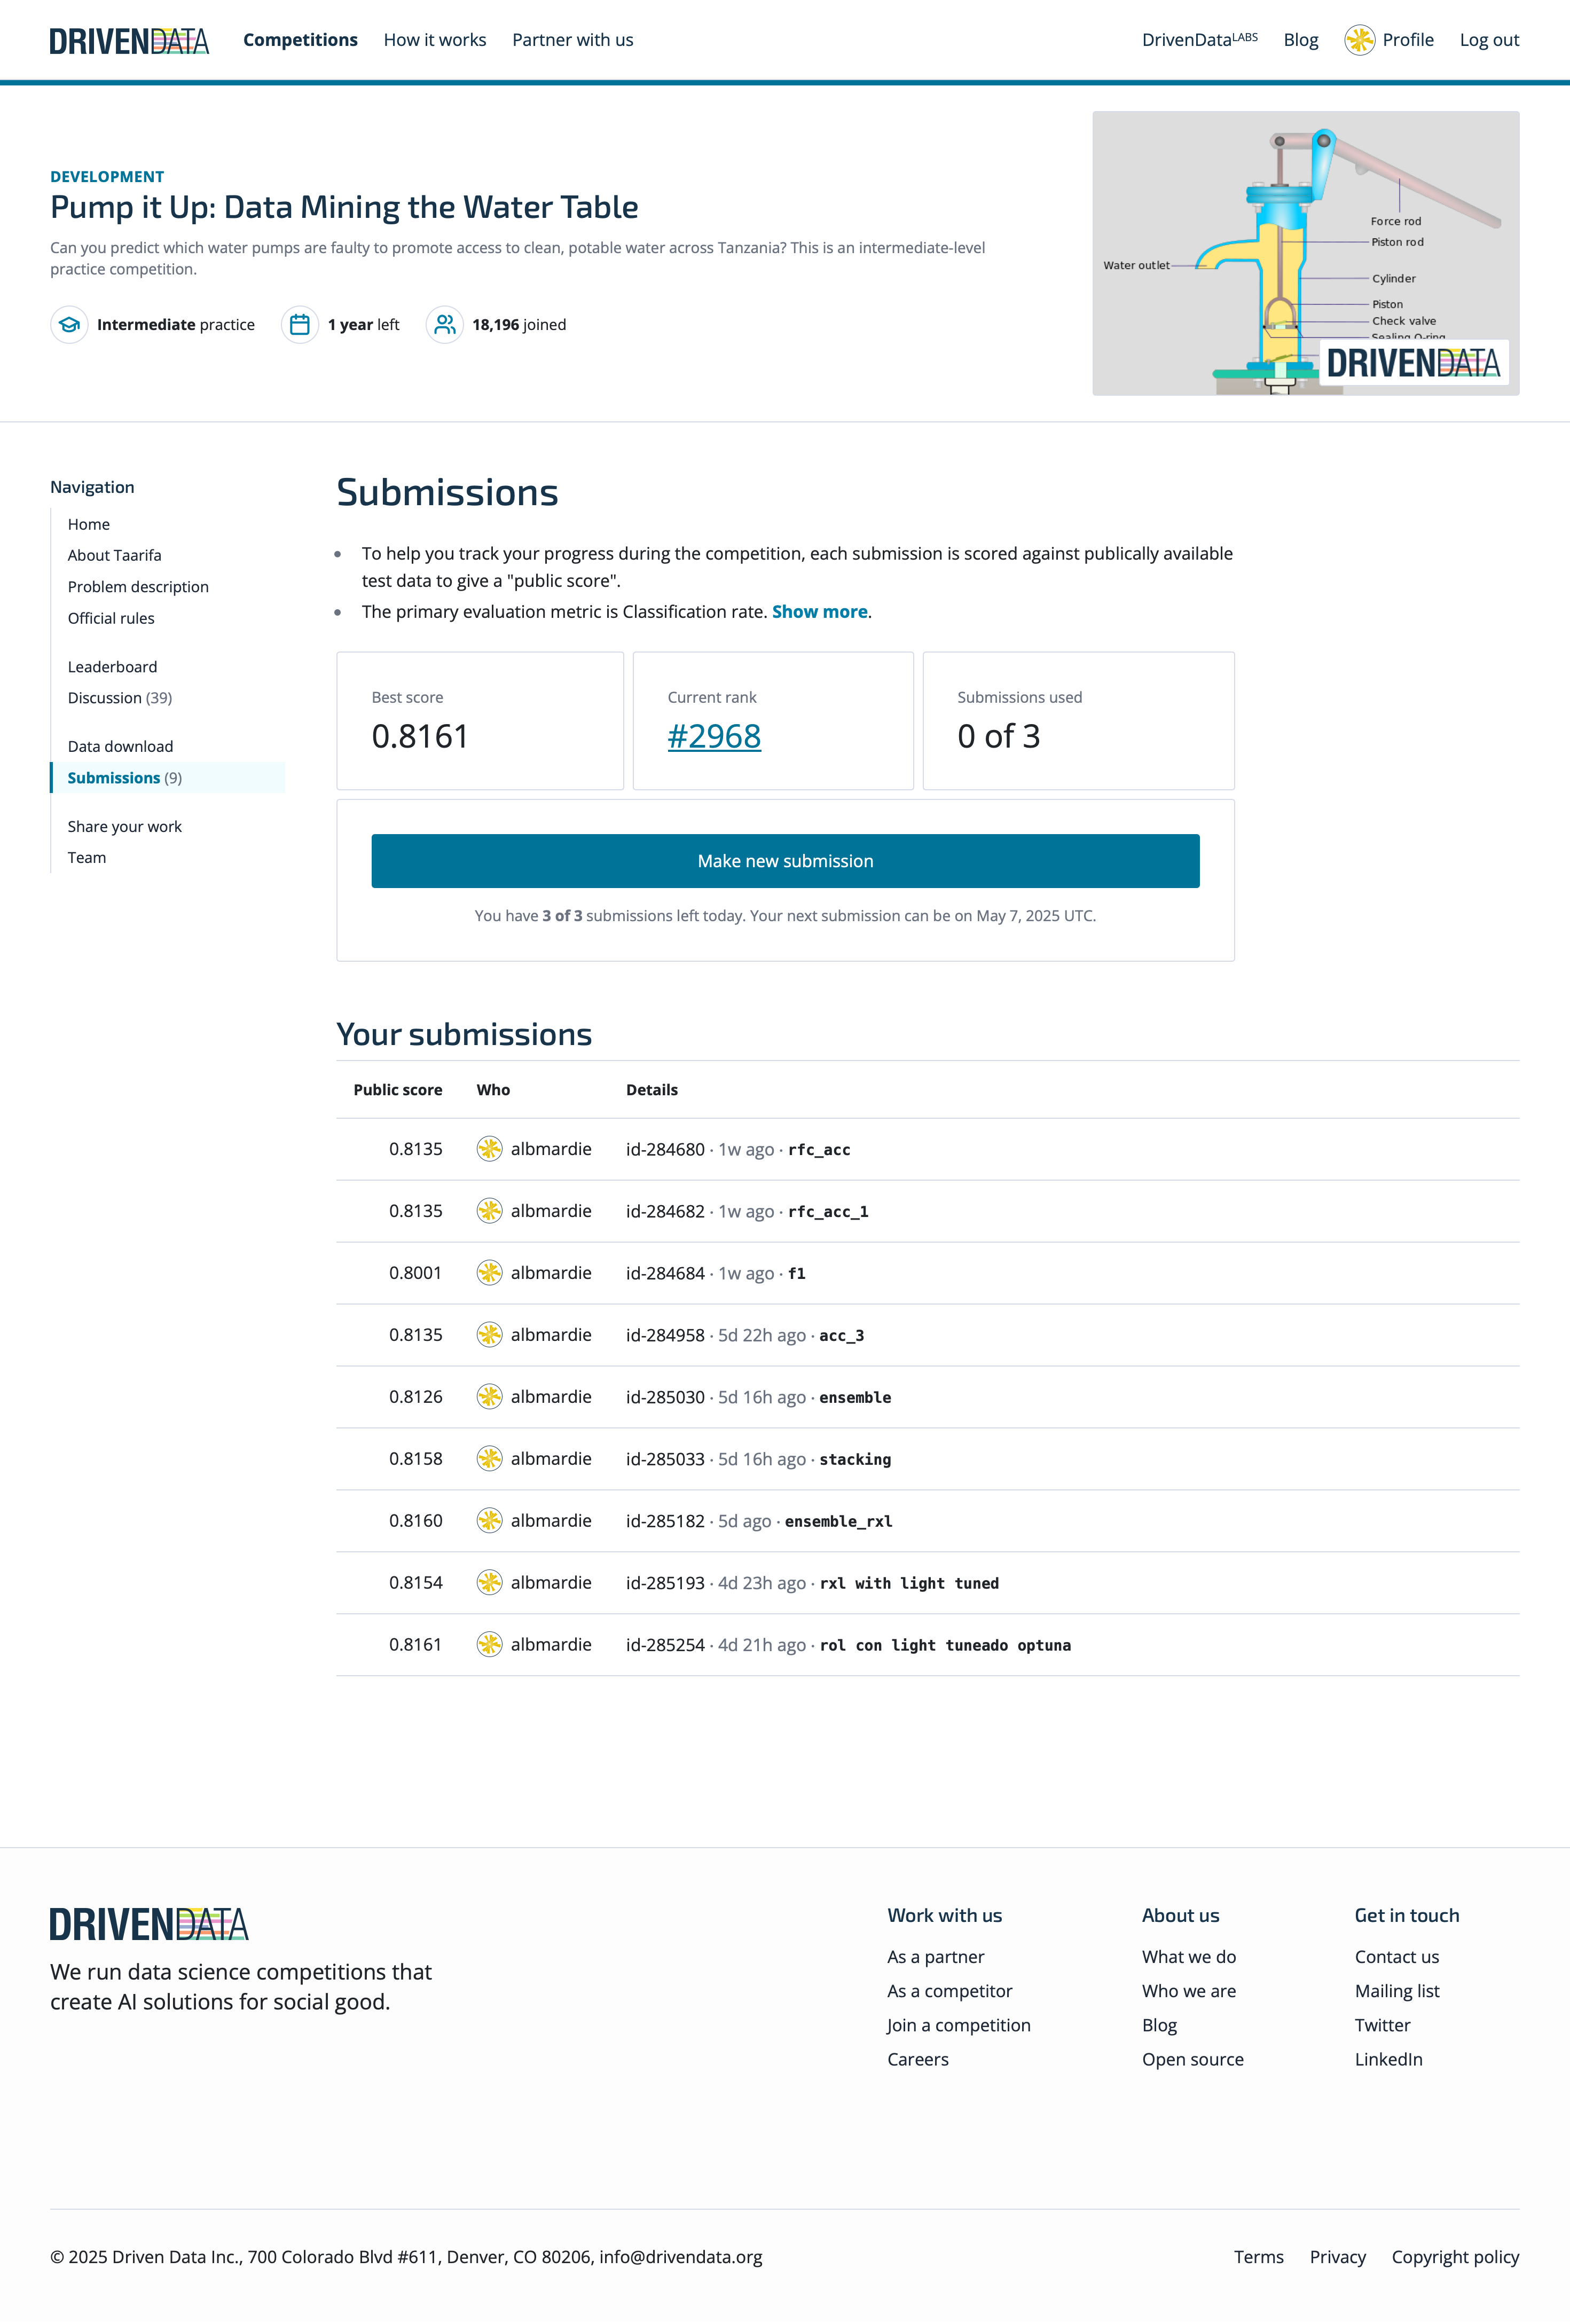 DRIVENDATA
Competitions
How it works
Partner with us
DrivenDataLABS
Blog
Profile
Log out
DEVELOPMENT
Pump it Up: Data Mining the Water Table
Can you predict which water pumps are faulty to promote access to clean, potable water across Tanzania? This is an intermediate-level
practice competition.
Intermediate practice
1 year left
18,196 joined
Force rod
Piston rod
Water outlet
Cylinder
Piston
Check valve
Sealing O-ring
DRIVENDATA
Navigation
Home
About Taarifa
Problem description
Official rules
Leaderboard
Discussion (39)
Data download
Submissions (9)
Share your work
Team
Submissions
To help you track your progress during the competition, each submission is scored against publically available
test data to give a "public score".
The primary evaluation metric is Classification rate. Show more.
Best score
0.8161
Current rank
#2968
Submissions used
0 of 3
Make new submission
You have 3 of 3 submissions left today. Your next submission can be on May 7, 2025 UTC.
Your submissions
Public score Who Details
0.8135 albmardie id-284680 · 1w ago · rfc_acc
0.8135 albmardie id-284682 · 1w ago · rfc_acc_1
0.8001 albmardie id-284684 · 1w ago · f1
0.8135 albmardie id-284958 · 5d 22h ago · acc_3
0.8126 albmardie id-285030 · 5d 16h ago · ensemble
0.8158 albmardie id-285033 · 5d 16h ago · stacking
0.8160 albmardie id-285182 · 5d ago · ensemble_rxl
0.8154 albmardie id-285193 · 4d 23h ago · rxl with light tuned
0.8161 albmardie id-285254 · 4d 21h ago · rol con light tuneado optuna
DRIVENDATA
We run data science competitions that
create AI solutions for social good.
Work with us
As a partner
As a competitor
Join a competition
Careers
About us
What we do
Who we are
Blog
Open source
Get in touch
Contact us
Mailing list
Twitter
LinkedIn
© 2025 Driven Data Inc., 700 Colorado Blvd #611, Denver, CO 80206, info@drivendata.org
Terms
Privacy
Copyright policy